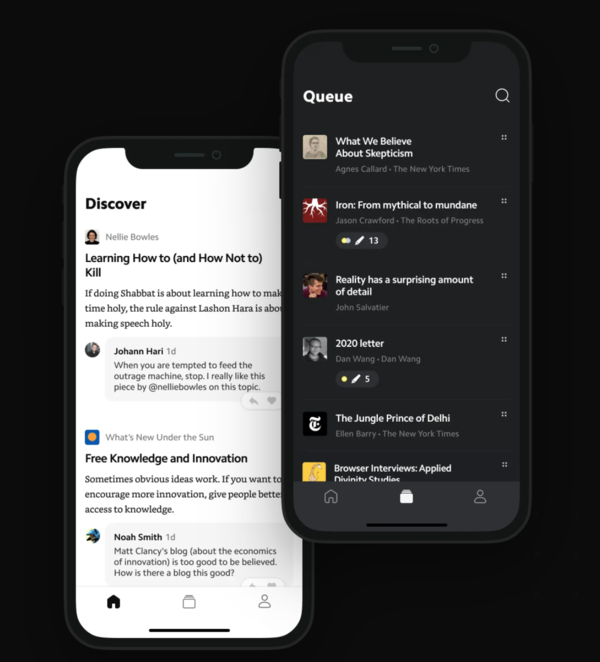 Discover
Nellie Bowles
Learning How to (and How Not to)
Kill
If doing Shabbat is about learning how to mak
time holy, the rule against Lashon Hara is abou
making speech holy.
Johann Hari 1d
When you are tempted to feed the
outrage machine, stop. I really like this
piece by @nelliebowles on this topic.
What's New Under the Sun
Free Knowledge and Innovation
Sometimes obvious ideas work. If you want to
encourage more innovation, give people bette
access to knowledge.
Noah Smith 1d
Matt Clancy's blog (about the economics
of innovation) is too good to be believed.
How is there a blog this good?
Queue
What We Believe
About Skepticism
Agnes Callard • The New York Times
Iron: From mythical to mundane
Jason Crawford • The Roots of Progress
13
Reality has a surprising amount
of detail
John Salvatier
2020 letter
Dan Wang • Dan Wang
5
The Jungle Prince of Delhi
Ellen Barry • The New York Times
Browser Interviews: Applied
Divinity Studies